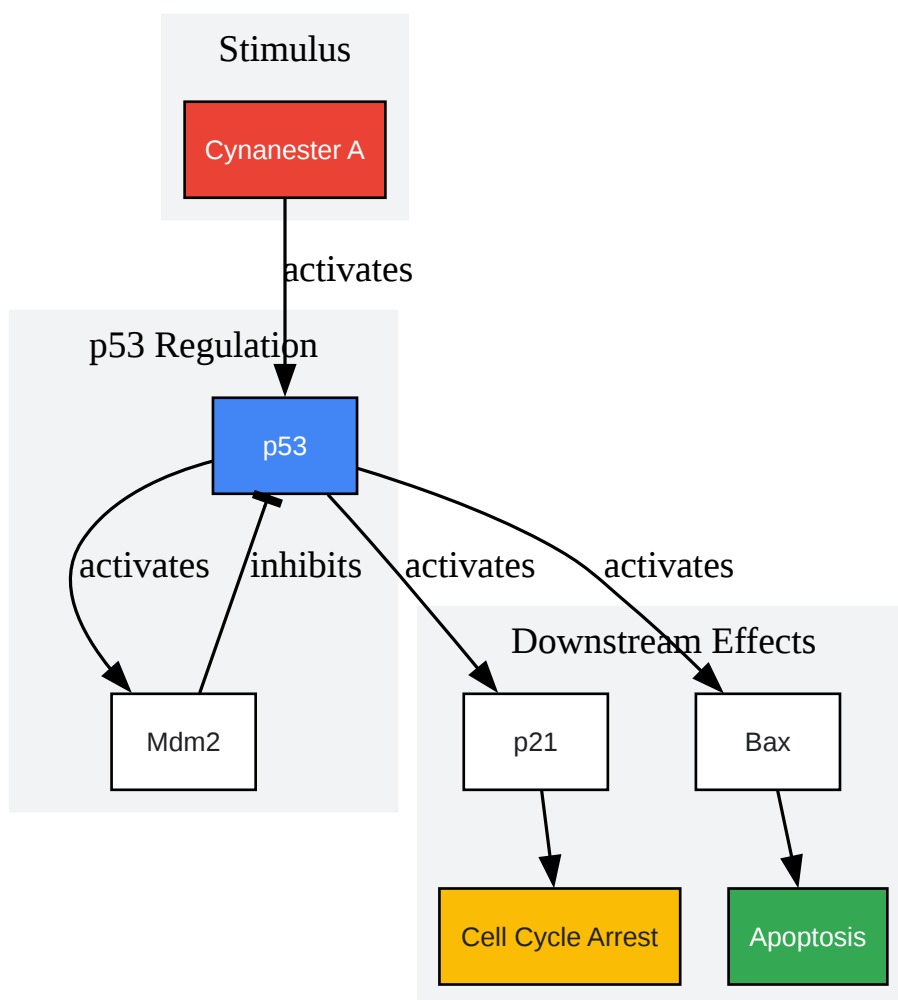 Stimulus
Cynanester A
activates
p53 Regulation
p53
activates
inhibits
activates
activates
Downstream Effects
Mdm2
p21
Bax
Cell Cycle Arrest
Apoptosis